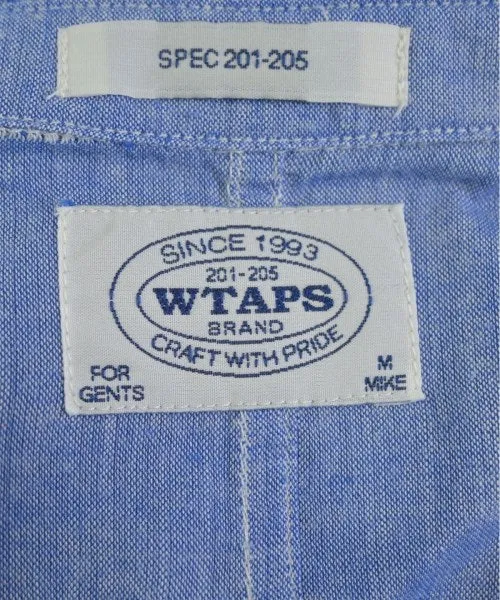 SPEC 201-205
SINCE 1993
201-205
WTAPS
BRAND
CRAFT WITH PRIDE
FOR
GENTS
M
MIKE